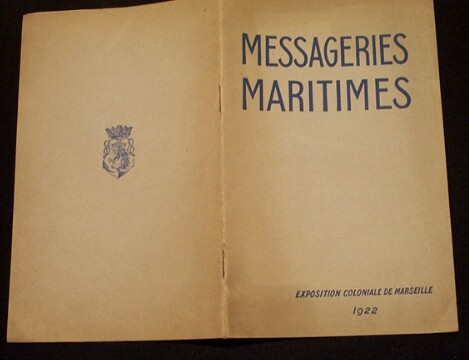 MESSAGERIES
MARITIMES
EXPOSITION COLONIALE DE MARSEILLE
1922